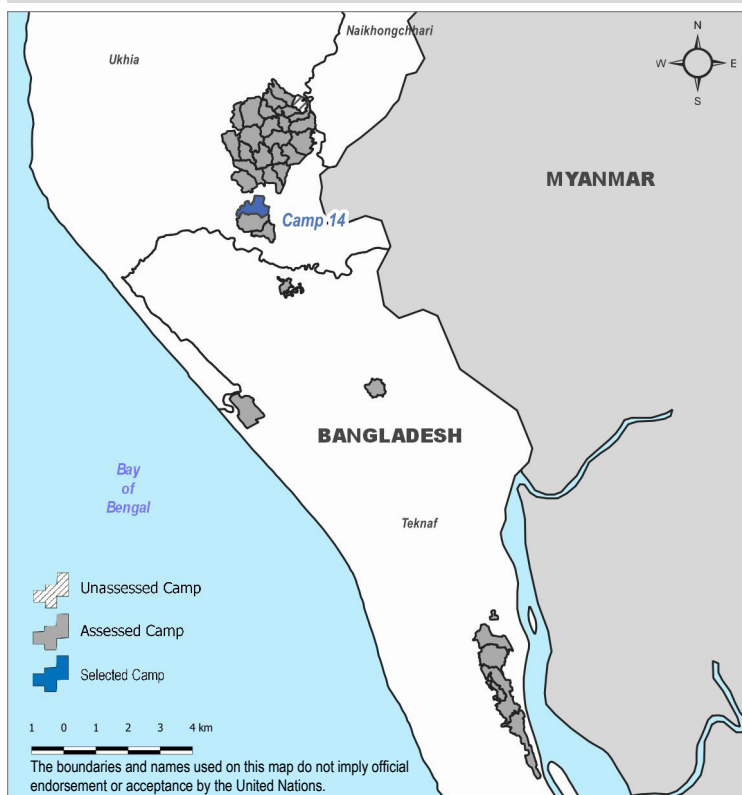 Naikhongchhari
Ukhia
N
W E
S
MYANMAR
Camp 14
BANGLADESH
Bay
of
Bengal
Teknaf
Unassessed Camp
Assessed Camp
Selected Camp
1 0 1 2 3 4 km
The boundaries and names used on this map do not imply official
endorsement or acceptance by the United Nations.